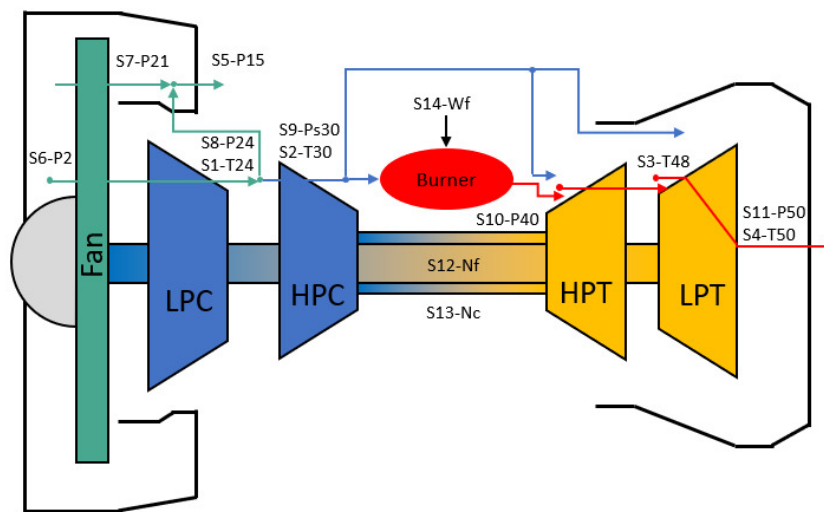 S7-P21
S5-P15
S14-Wf
S9-Ps30
S2-T30
S8-P24
S1-T24
S6-P2
Burner
S3-T48
S10-P40
S11-P50
S4-T50
Fan
LPC
HPC
S12-Nf
HPT
LPT
S13-Nc